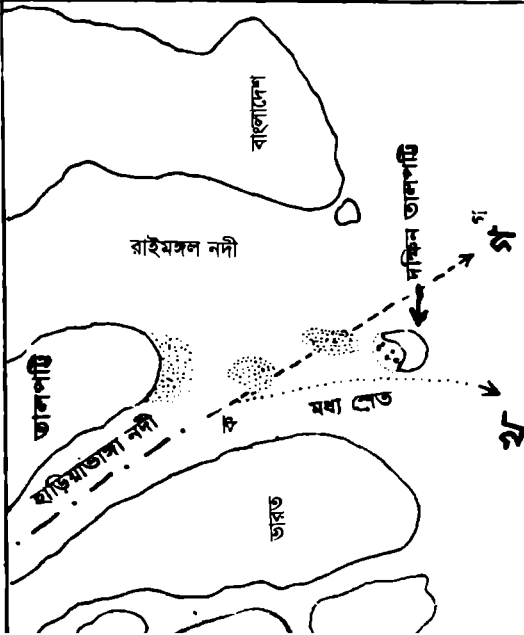 বাংলাদেশ
দক্ষিন তালপট্টি
রাইমঙ্গল নদী
গ
গ
তালপট্টি
হাড়িয়াভাঙ্গা নদী
ক
মধ্য স্রোত
খ
ভারত